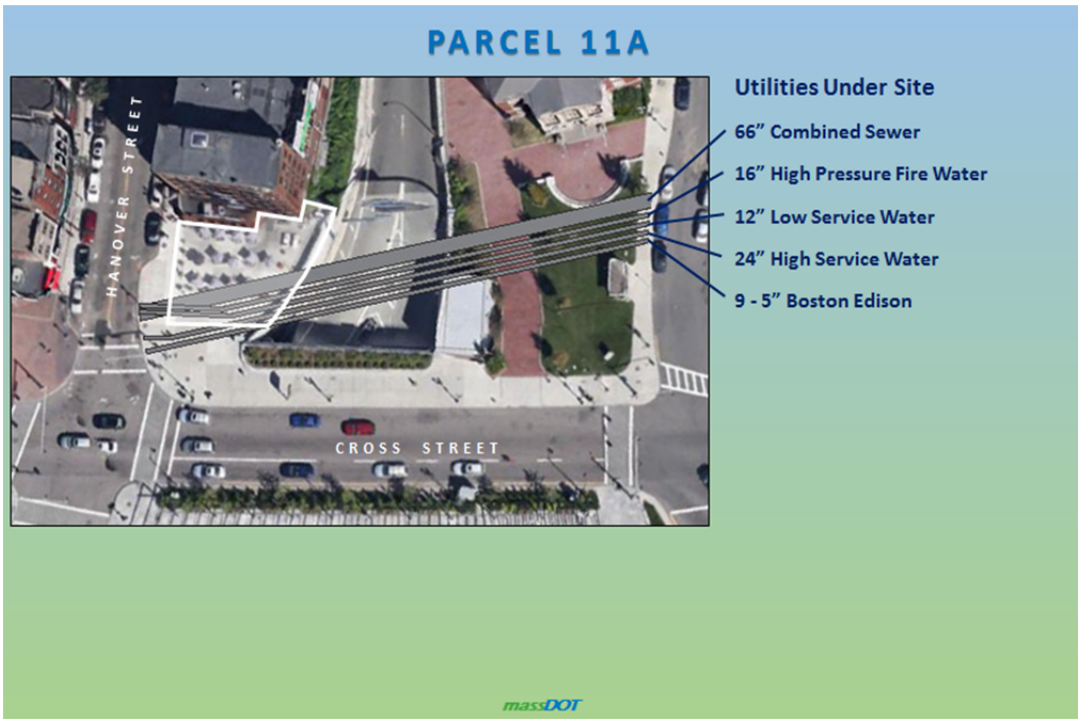 PARCEL 11A
Utilities Under Site
66” Combined Sewer
16” High Pressure Fire Water
12” Low Service Water
24” High Service Water
9 - 5” Boston Edison
HANOVER STREET
CROSS STREET
massDOT